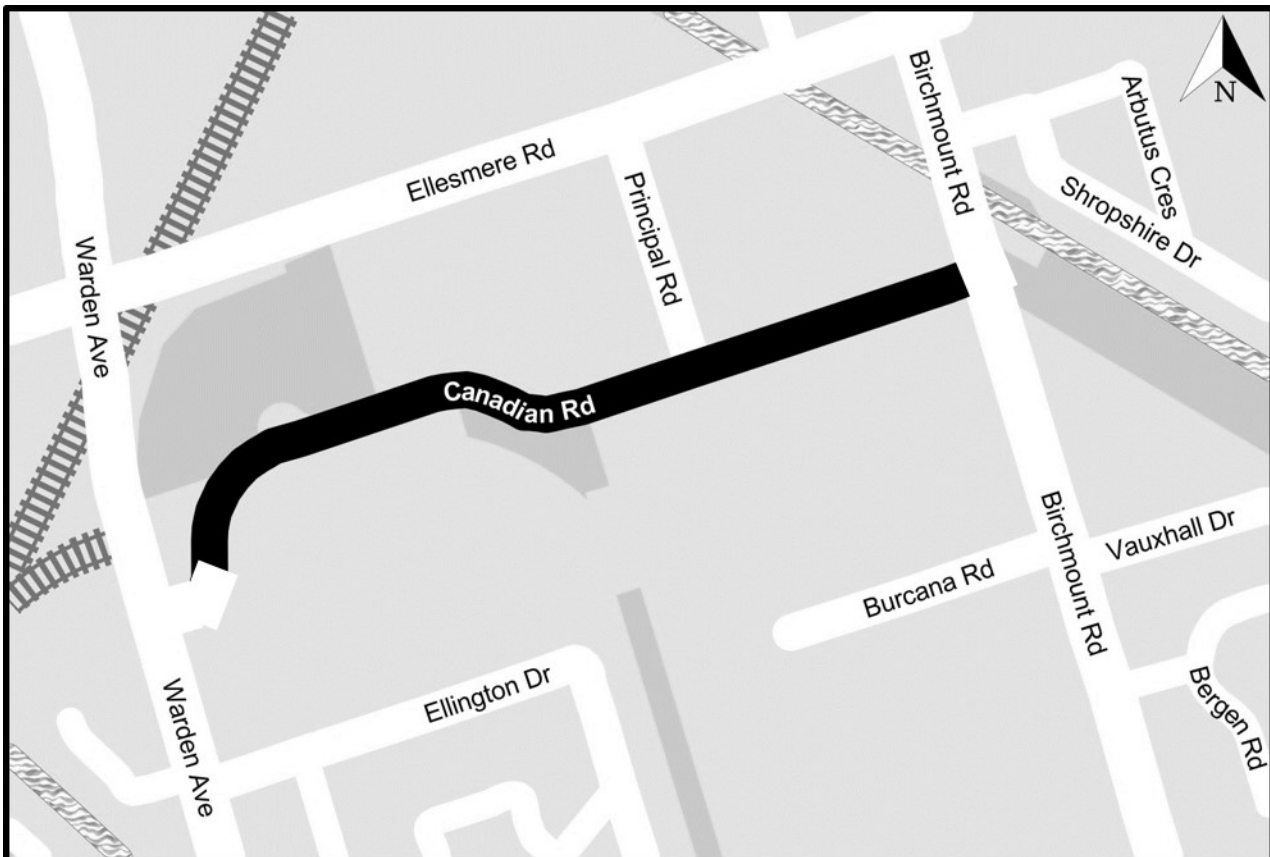 N
Birchmount Rd
Arbutus Cres
Ellesmere Rd
Principal Rd
Shropshire Dr
Warden Ave
Canadian Rd
Birchmount Rd
Vauxhall Dr
Burcana Rd
Ellington Dr
Warden Ave
Bergen Rd